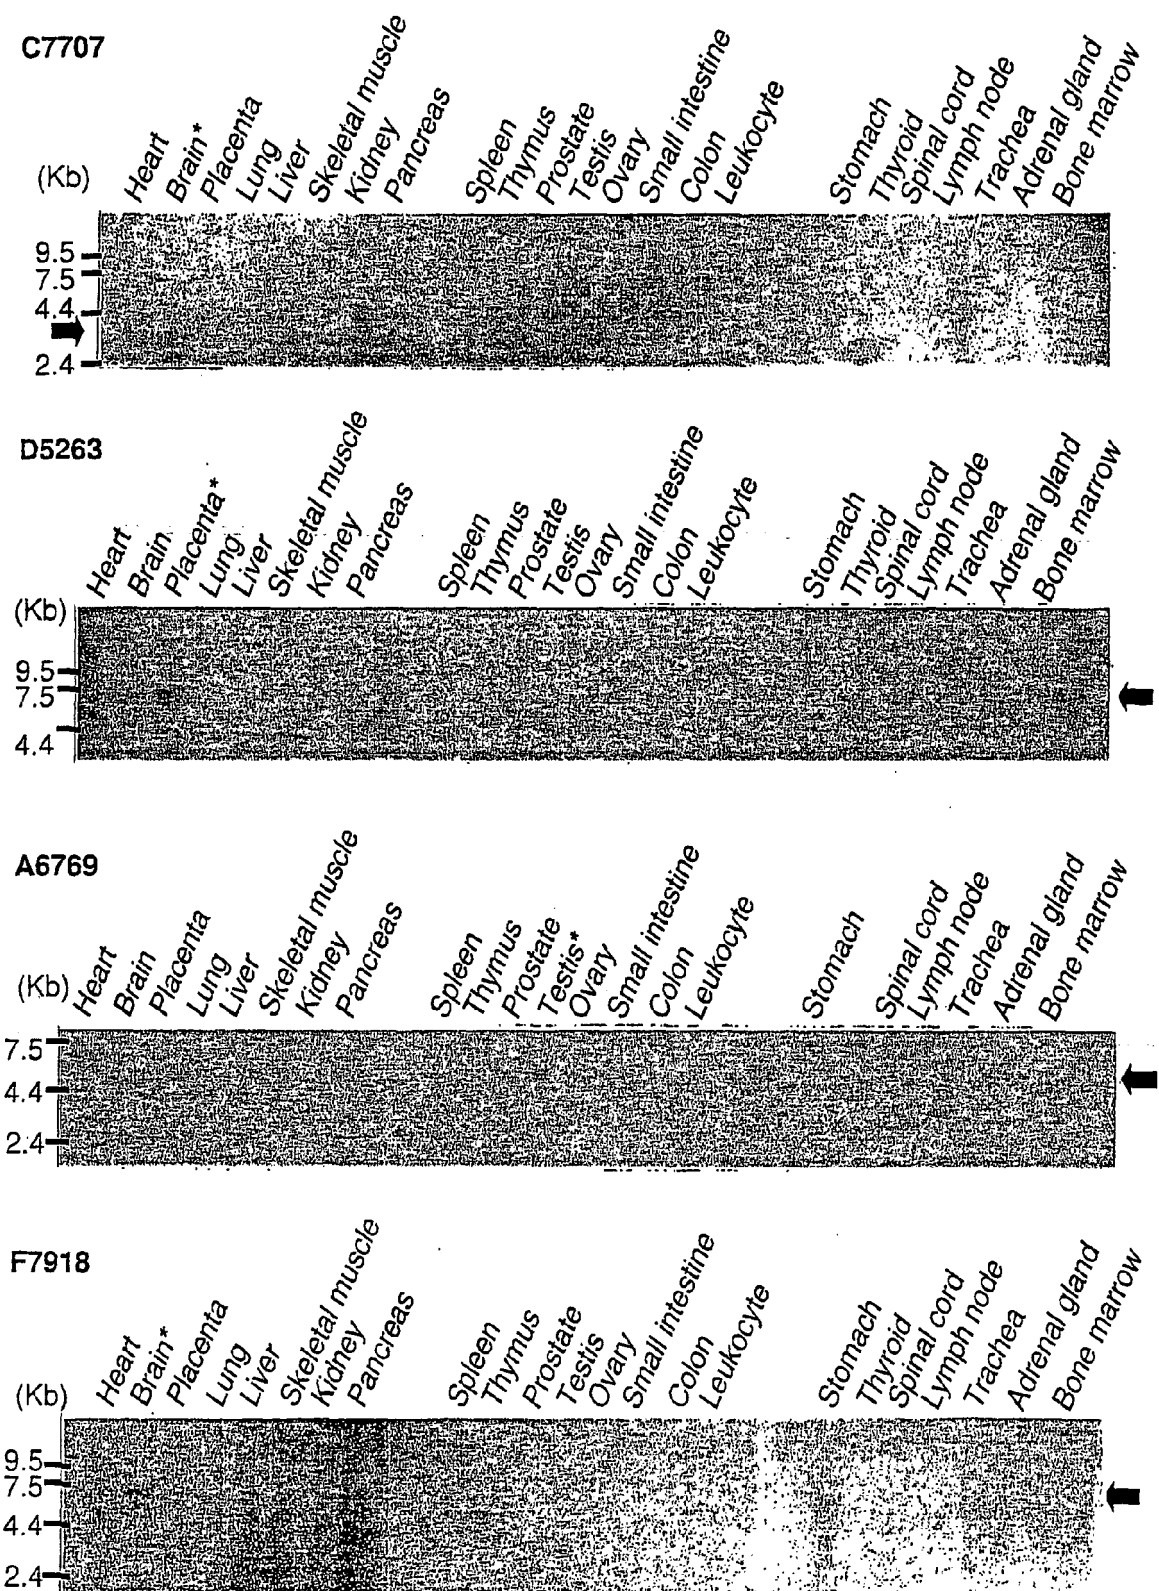 C7707
(Kb) Heart Brain* Placenta Lung Liver Skeletal muscle Kidney Pancreas Spleen Thymus Prostate Testis Ovary Small intestine Colon Leukocyte Stomach Thyroid Spinal cord Lymph node Trachea Adrenal gland Bone marrow
9.5
7.5
4.4
2.4
D5263
(Kb) Heart Brain Placenta* Lung Liver Skeletal muscle Kidney Pancreas Spleen Thymus Prostate Testis Ovary Small intestine Colon Leukocyte Stomach Thyroid Spinal cord Lymph node Trachea Adrenal gland Bone marrow
9.5
7.5
4.4
A6769
(Kb) Heart Brain Placenta Lung Liver Skeletal muscle Kidney Pancreas Spleen Thymus Prostate Testis* Ovary Small intestine Colon Leukocyte Stomach Spinal cord Lymph node Trachea Adrenal gland Bone marrow
7.5
4.4
2.4
F7918
(Kb) Heart Brain* Placenta Lung Liver Skeletal muscle Kidney Pancreas Spleen Thymus Prostate Testis Ovary Small intestine Colon Leukocyte Stomach Thyroid Spinal cord Lymph node Trachea Adrenal gland Bone marrow
9.5
7.5
4.4
2.4